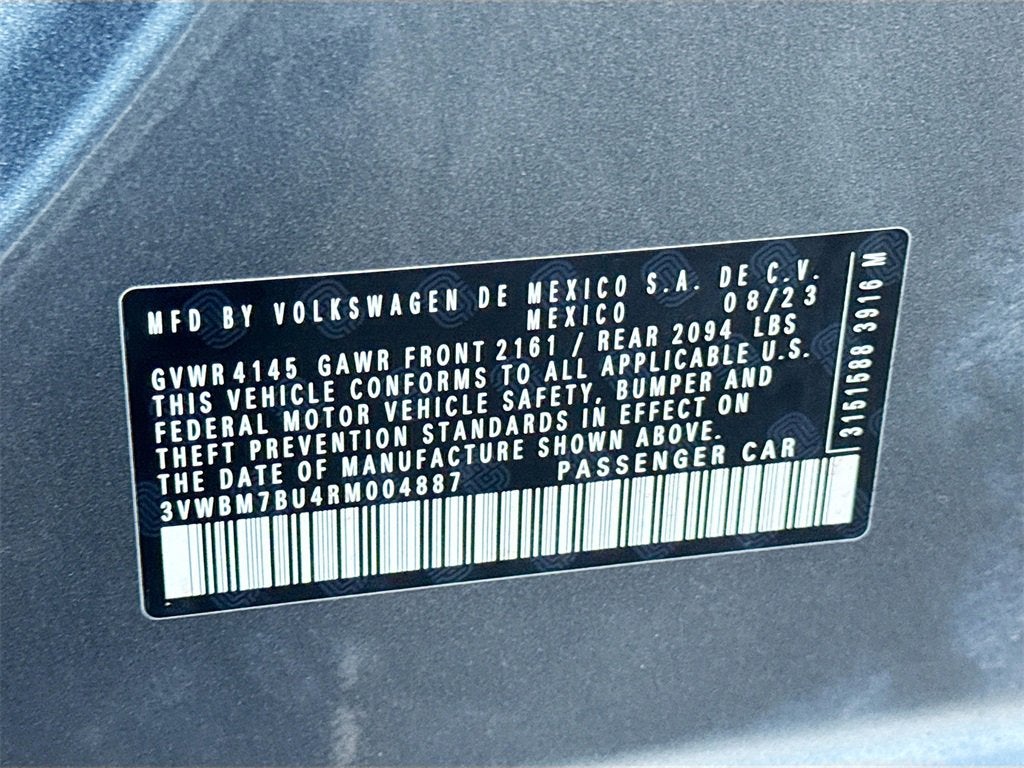 MFD BY VOLKSWAGEN DE MEXICO S.A. DE C.V.
MEXICO 08/23
GVWR 4145 GAWR FRONT 2161 / REAR 2094 LBS
THIS VEHICLE CONFORMS TO ALL APPLICABLE U.S.
FEDERAL MOTOR VEHICLE SAFETY, BUMPER AND
THEFT PREVENTION STANDARDS IN EFFECT ON
THE DATE OF MANUFACTURE SHOWN ABOVE.
3VWBM7BU4RM004887 PASSENGER CAR
3151588 3916 M